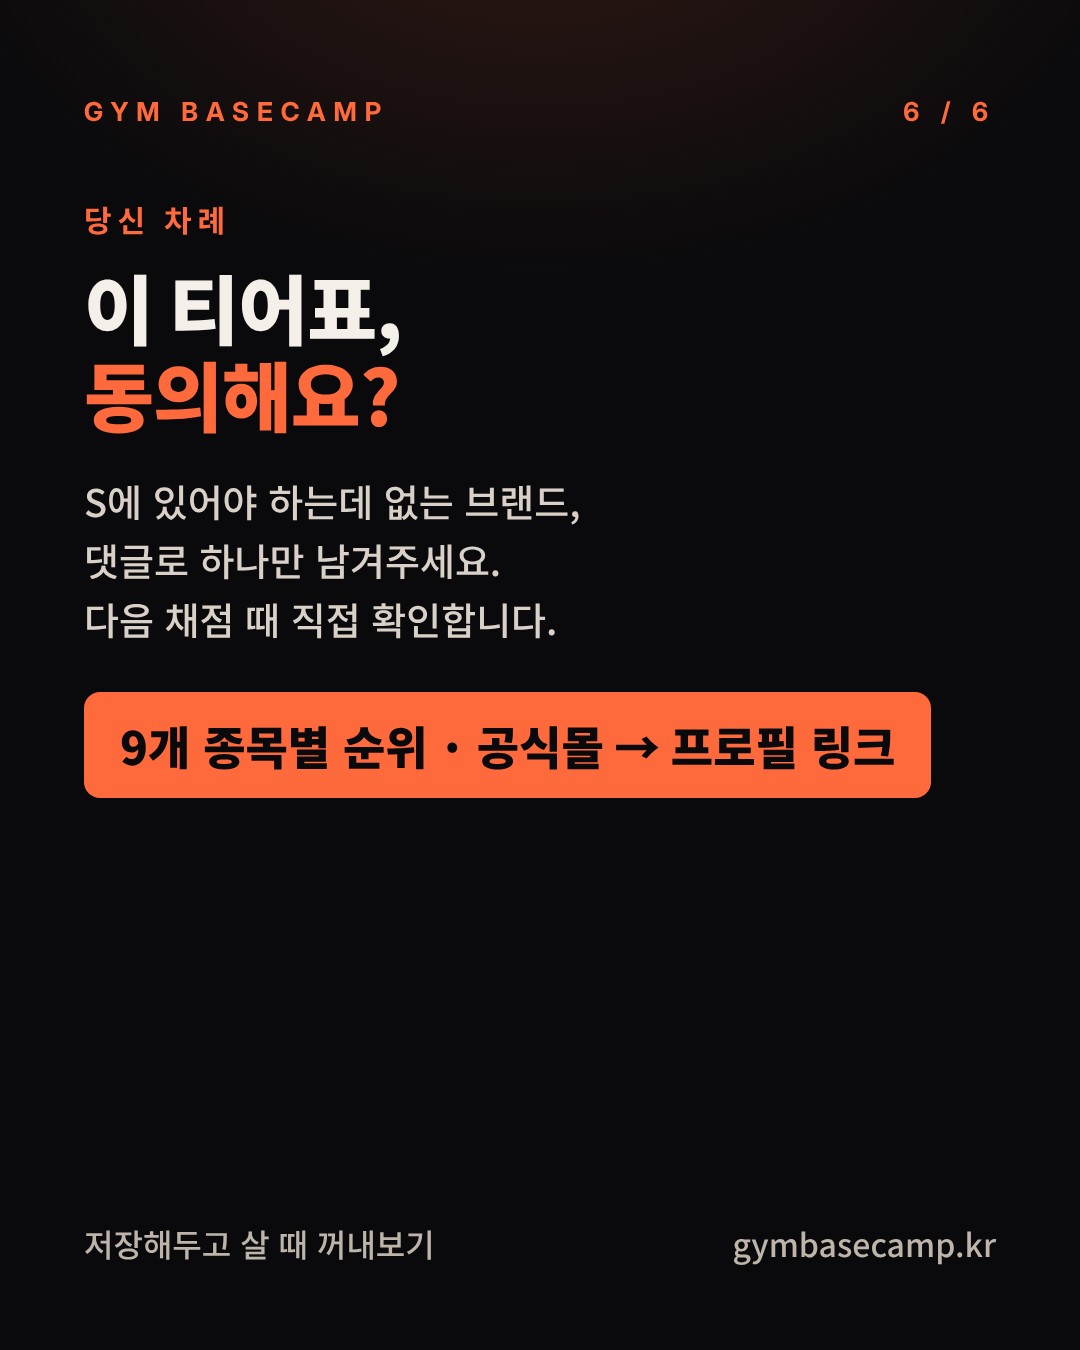 GYM BASECAMP
6 / 6
당신 차례
이 티어표,
동의해요?
S에 있어야 하는데 없는 브랜드,
댓글로 하나만 남겨주세요.
다음 채점 때 직접 확인합니다.
9개 종목별 순위 · 공식몰 → 프로필 링크
저장해두고 살 때 꺼내보기
gymbasecamp.kr